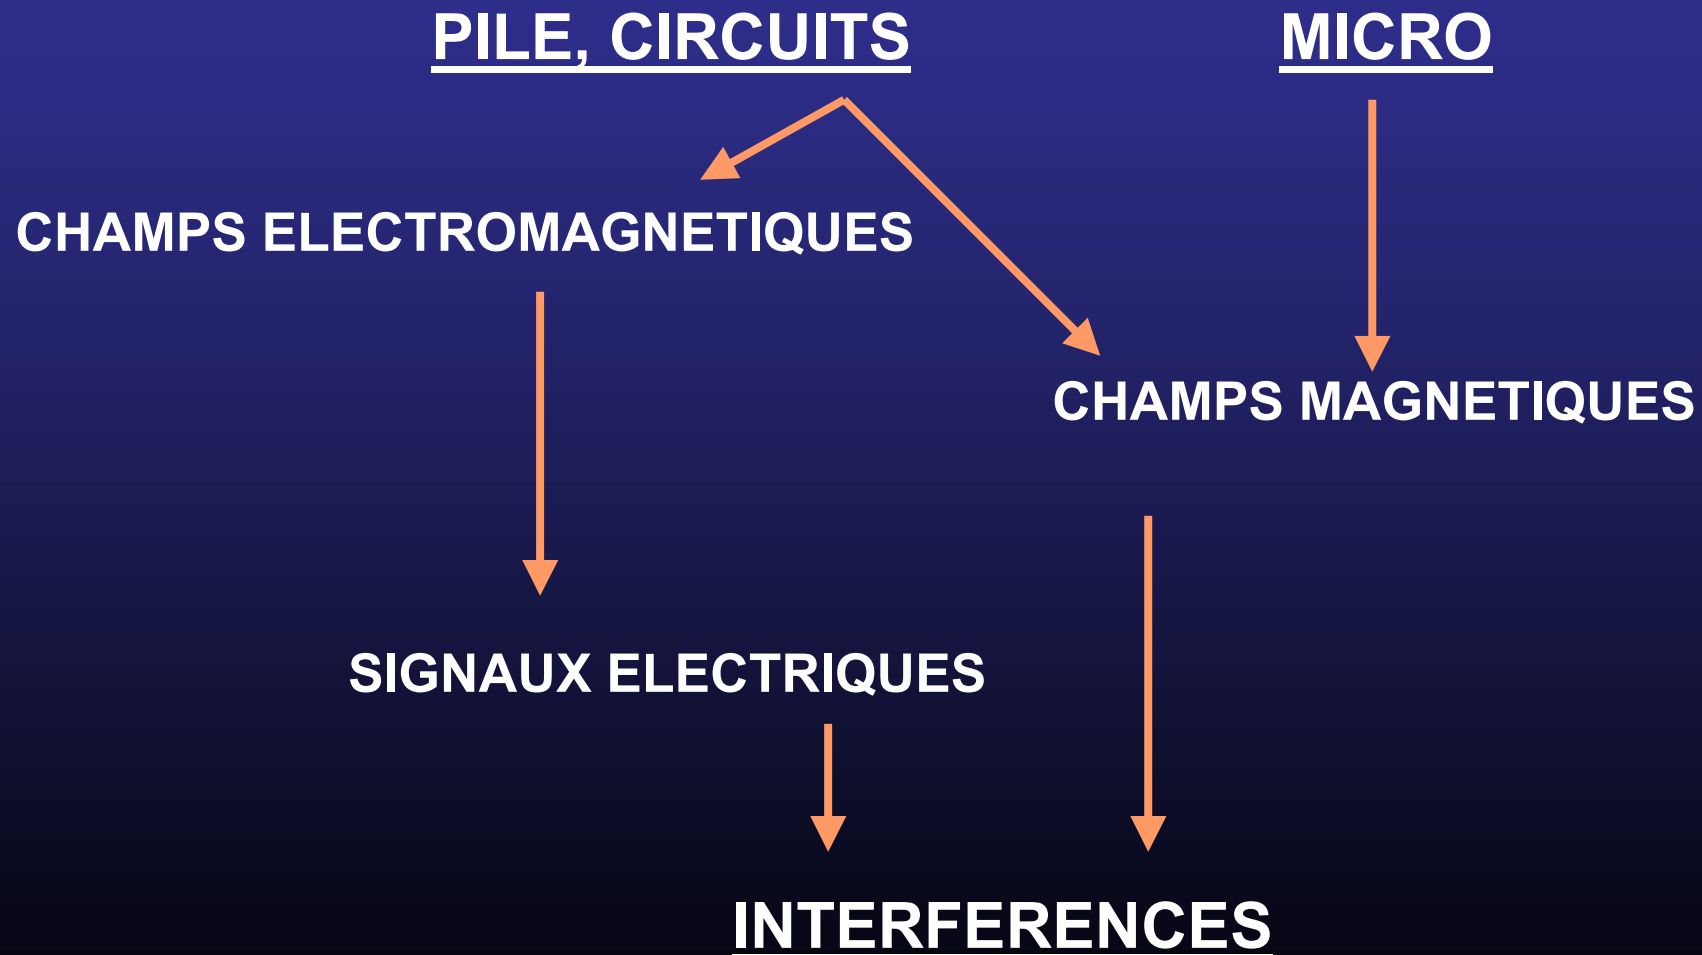 PILE, CIRCUITS
MICRO
CHAMPS ELECTROMAGNETIQUES
CHAMPS MAGNETIQUES
SIGNAUX ELECTRIQUES
INTERFERENCES